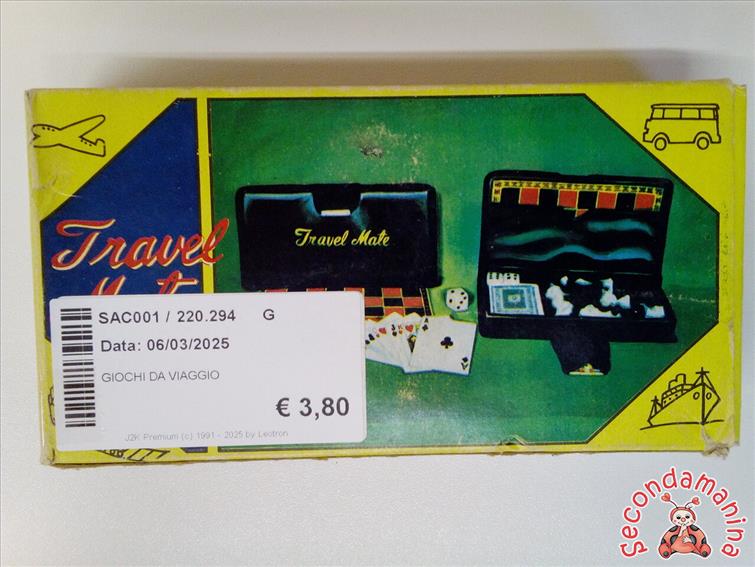 Travel
Mate
Travel Mate
SAC001 / 220.294 G
Data: 06/03/2025
GIOCHI DA VIAGGIO
€ 3,80
J2K Premium (c) 1991 - 2025 by Leotron
Secondamanina